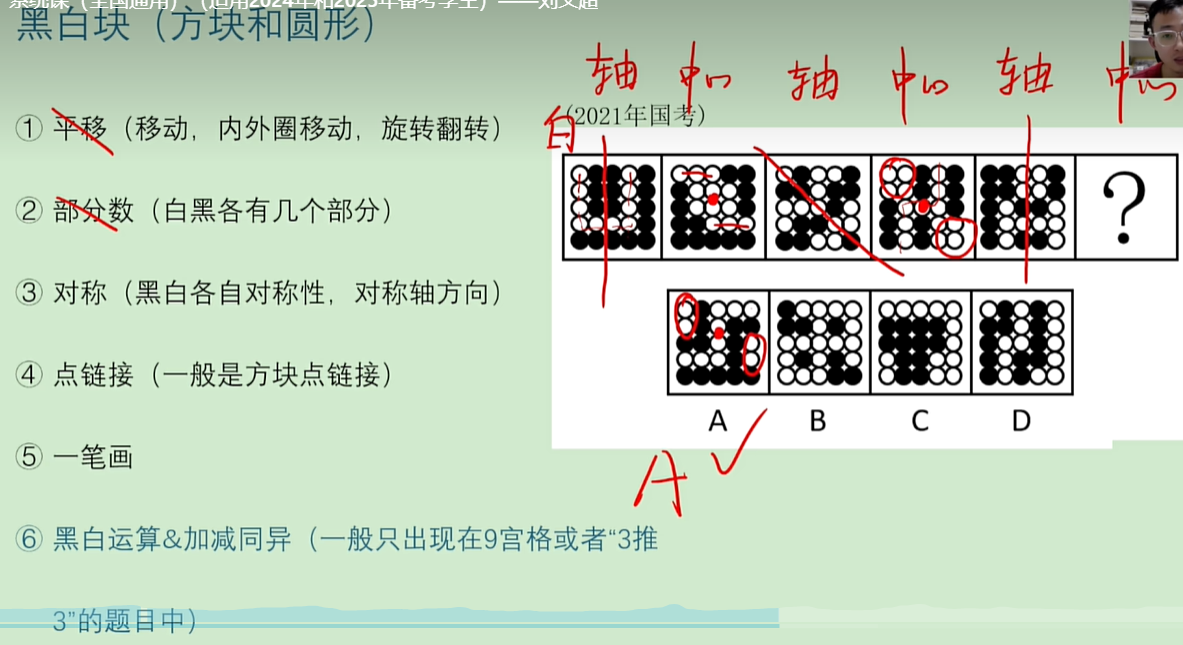 系统课（全国通用）（适用2024年和2025年备考学生）——刘文超
黑白块（方块和圆形）
轴 中心 轴 中心 轴 中心
① 平移（移动，内外圈移动，旋转翻转）
白
（2021年国考）
② 部分数（白黑各有几个部分）
?
③ 对称（黑白各自对称性，对称轴方向）
④ 点链接（一般是方块点链接）
A B C D
⑤ 一笔画
A
⑥ 黑白运算&加减同异（一般只出现在9宫格或者“3推
3”的题目中）